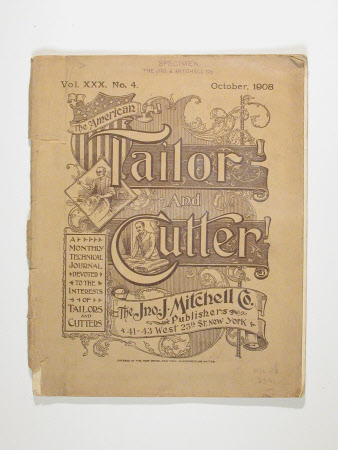 SPECIMEN
THE JNO. J. MITCHELL CO.
Vol. XXX. No. 4.
October, 1908
The American
Tailor
And
Cutter
A
MONTHLY
TECHNICAL
JOURNAL
DEVOTED
TO THE
INTERESTS
OF
TAILORS
AND
CUTTERS
The Jno. J. Mitchell Co.
Publishers
41-43 West 25th St. New York